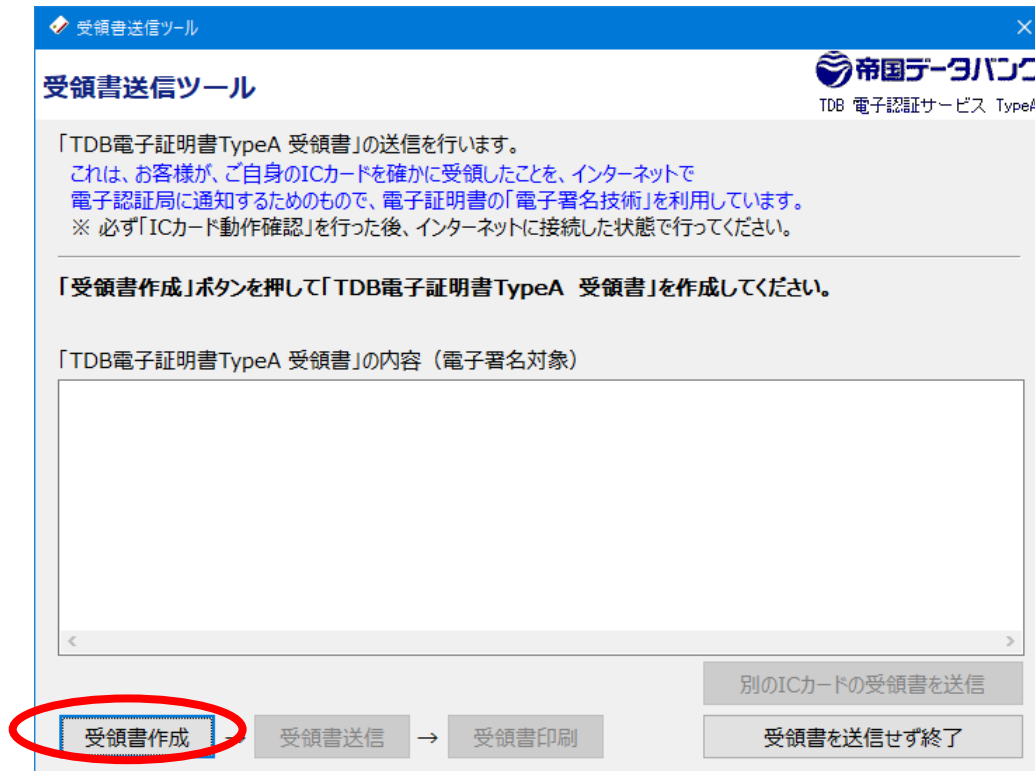 受領書送信ツール
受領書送信ツール
帝国データバンク
TDB 電子認証サービス TypeA
「TDB電子証明書TypeA 受領書」の送信を行います。
これは、お客様が、ご自身のICカードを確かに受領したことを、インターネットで
電子認証局に通知するためのもので、電子証明書の「電子署名技術」を利用しています。
※ 必ず「ICカード動作確認」を行った後、インターネットに接続した状態で行ってください。
「受領書作成」ボタンを押して「TDB電子証明書TypeA 受領書」を作成してください。
「TDB電子証明書TypeA 受領書」の内容（電子署名対象）
別のICカードの受領書を送信
受領書作成 → 受領書送信 → 受領書印刷 受領書を送信せず終了